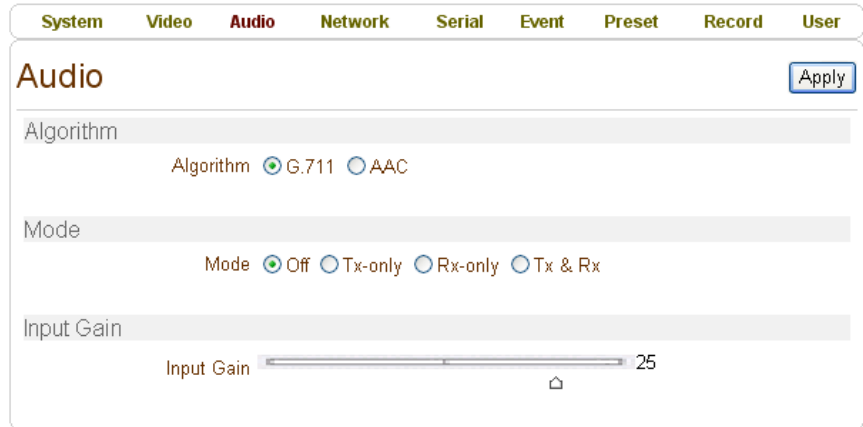 System Video Audio Network Serial Event Preset Record User
Audio
Apply
Algorithm
Algorithm G.711 AAC
Mode
Mode Off Tx-only Rx-only Tx & Rx
Input Gain
Input Gain 25